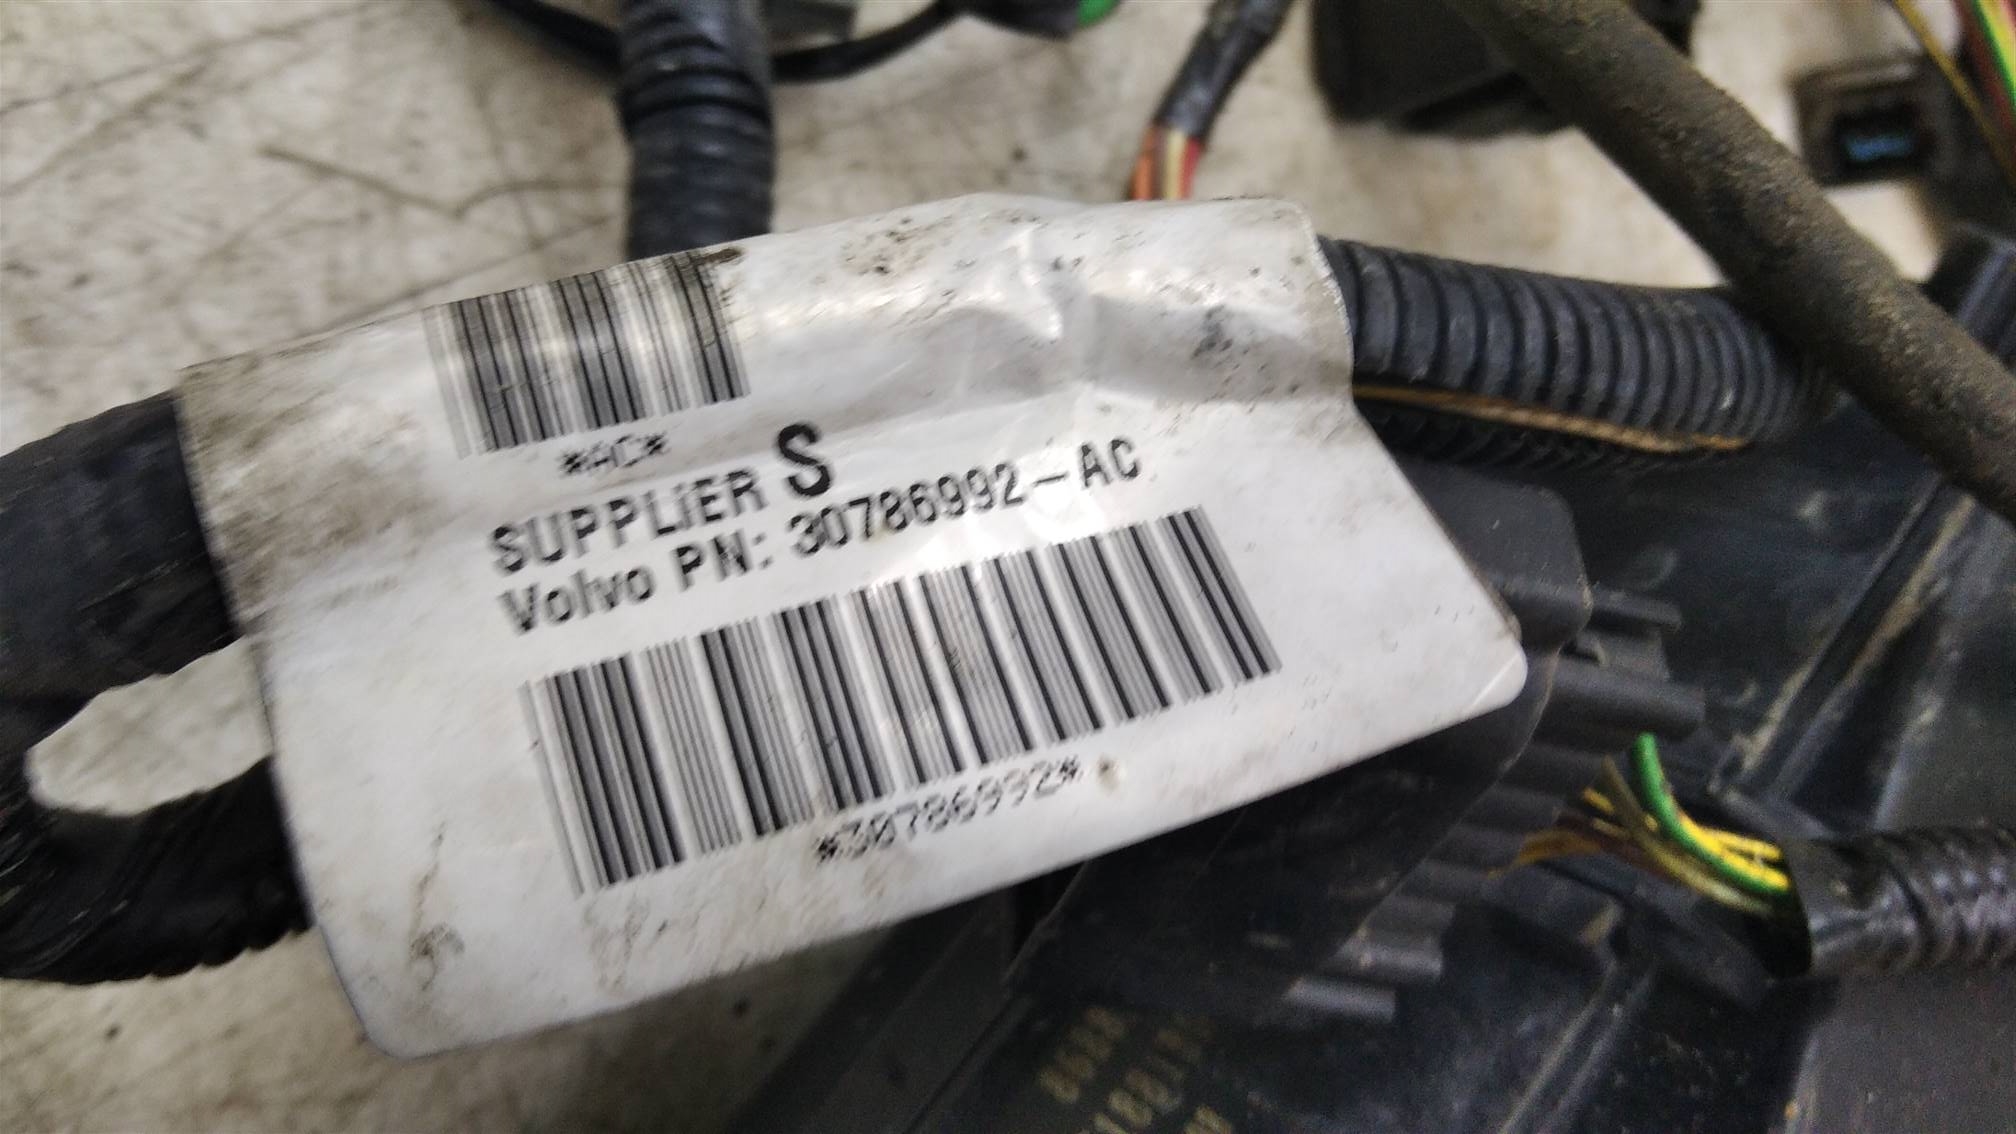 *AC*
SUPPLIER S
Volvo PN: 30786992-AC
*30786992*